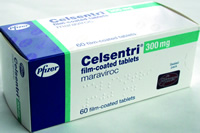 Celsentri® 300 mg
film-coated tablets
maraviroc
Pfizer
60 film-coated tablets
60 film-coated tablets